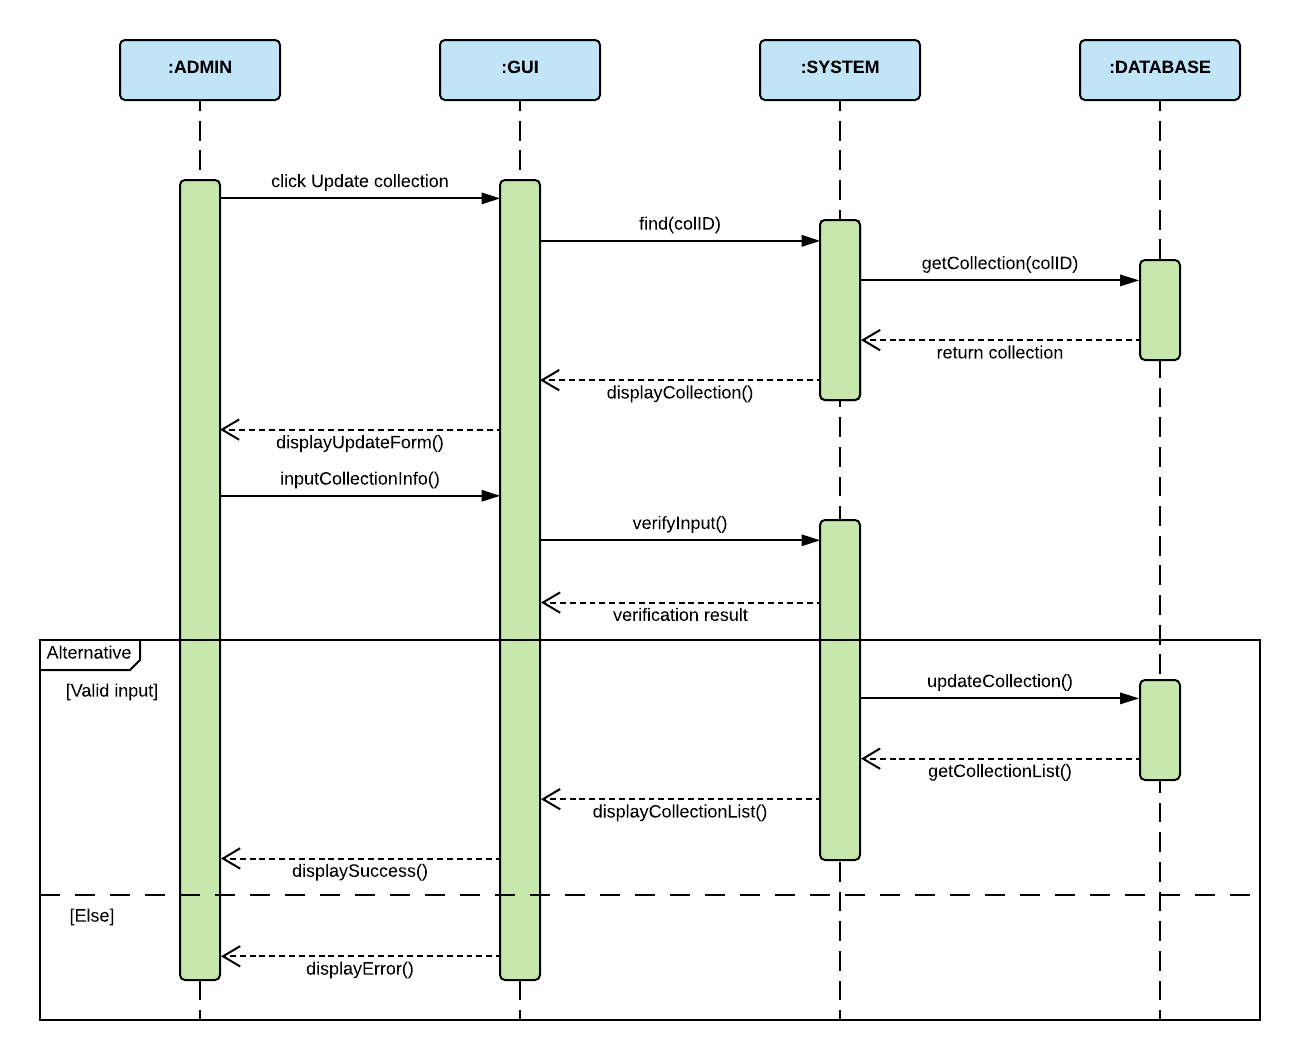 :ADMIN
:GUI
:SYSTEM
:DATABASE
click Update collection
find(colID)
getCollection(colID)
return collection
displayCollection()
displayUpdateForm()
inputCollectionInfo()
verifyInput()
verification result
Alternative
[Valid input]
updateCollection()
getCollectionList()
displayCollectionList()
displaySuccess()
[Else]
displayError()